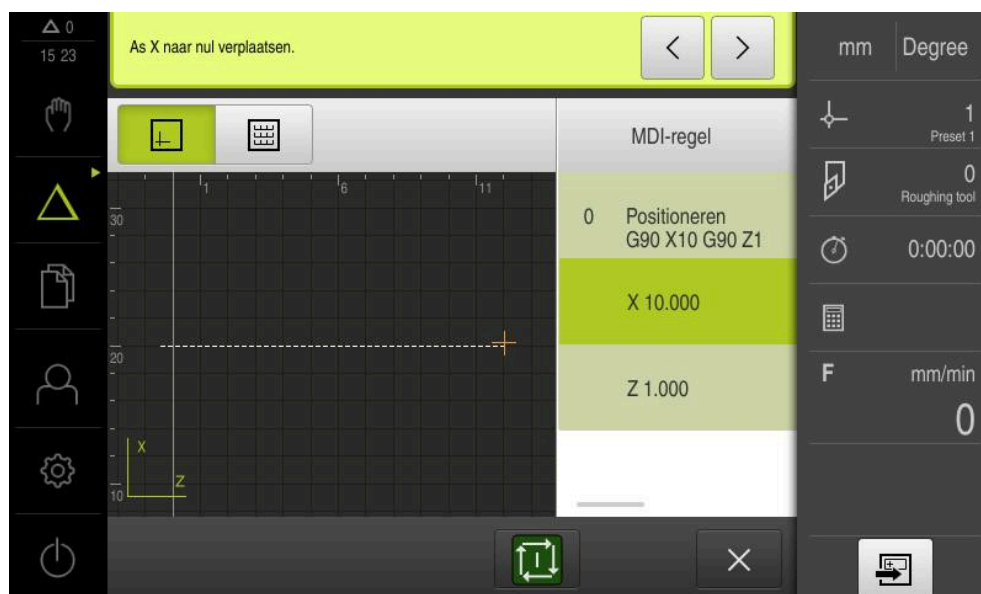 0
15 23
As X naar nul verplaatsen.
mm Degree
1
Preset 1
0
Roughing tool
0:00:00
F mm/min
0
MDI-regel
0 Positioneren
G90 X10 G90 Z1
X 10.000
Z 1.000
1 6 11
30
20
10
X
Z